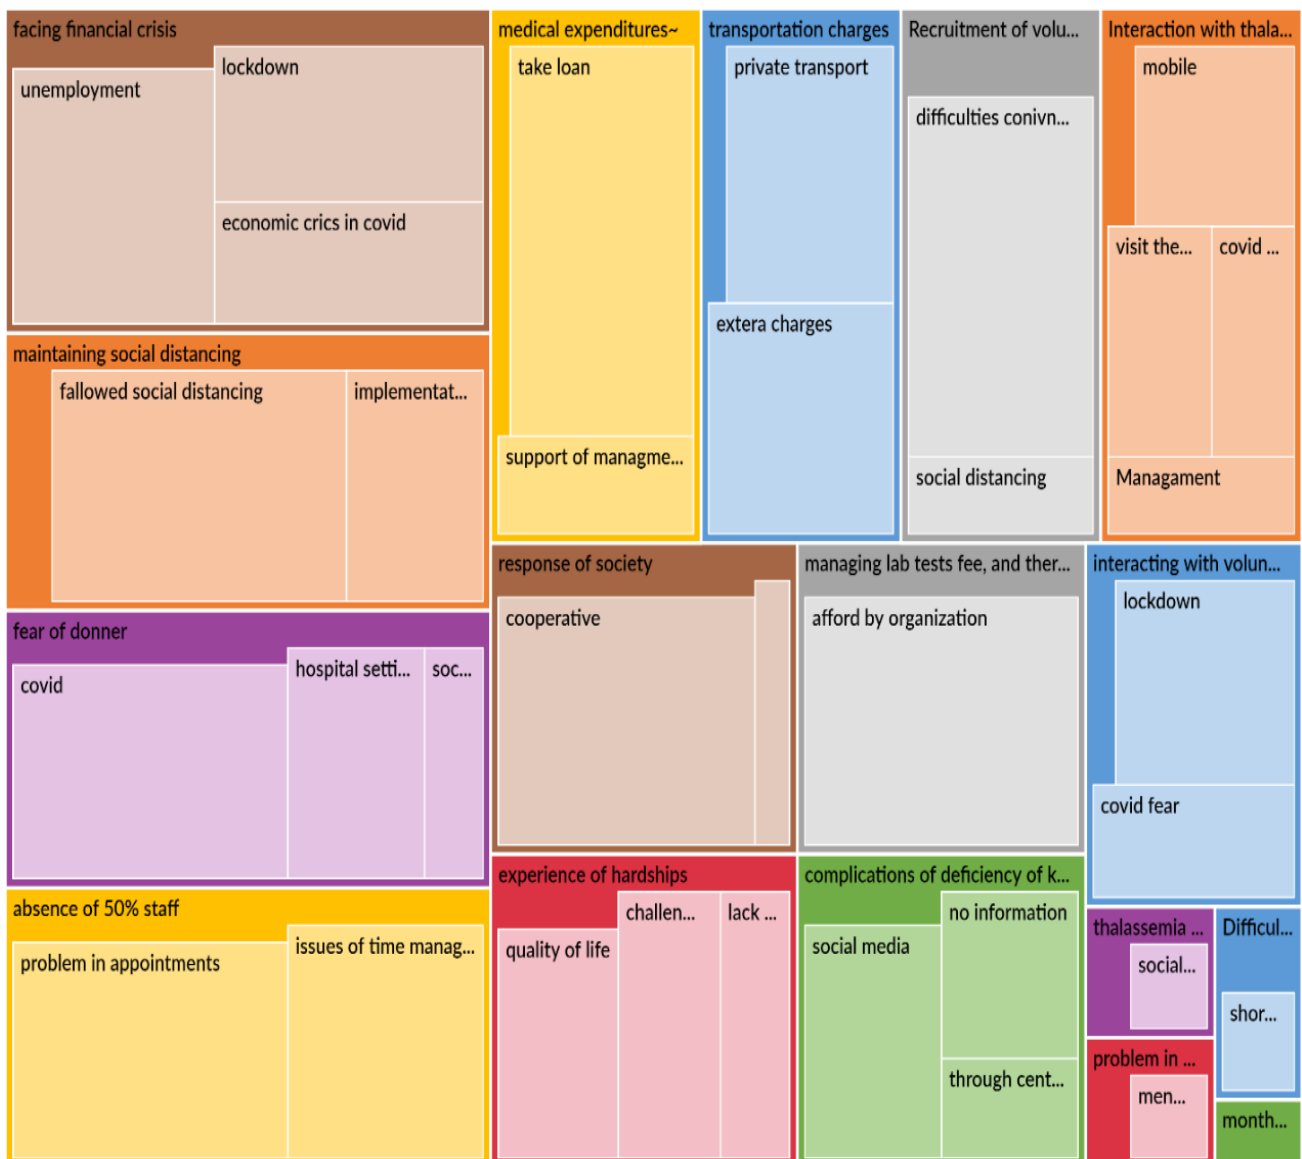 facing financial crisis
unemployment
lockdown
economic crics in covid
maintaining social distancing
fallowed social distancing
implementat...
fear of donner
covid
hospital setti...
soc...
absence of 50% staff
problem in appointments
issues of time manag...
medical expenditures~
take loan
support of managme...
transportation charges
private transport
extera charges
Recruitment of volu...
difficulties conivn...
social distancing
Interaction with thala...
mobile
visit the...
covid ...
Managament
response of society
cooperative
managing lab tests fee, and ther...
afford by organization
interacting with volun...
lockdown
covid fear
experience of hardships
quality of life
challen...
lack ...
complications of deficiency of k...
social media
no information
through cent...
thalassemia ...
social...
Difficul...
shor...
problem in ...
men...
month...